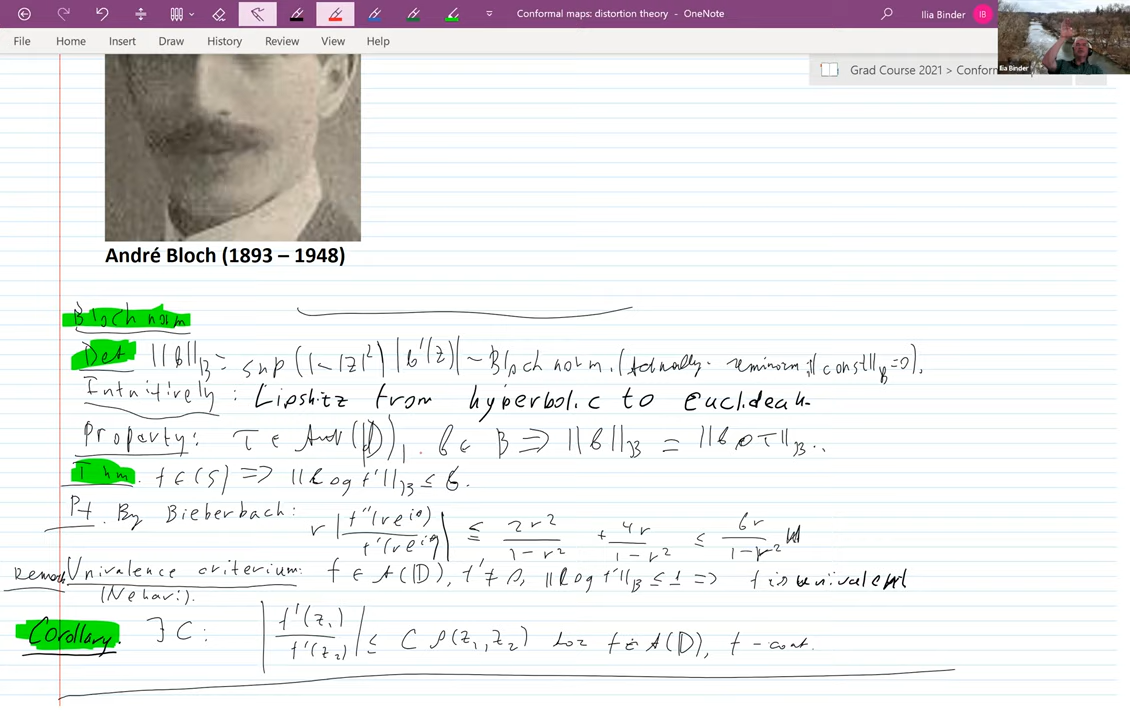 Conformal maps: distortion theory - OneNote
Ilia Binder
IB
File Home Insert Draw History Review View Help
Ilia Binder
Grad Course 2021 > Conform
André Bloch (1893 – 1948)
Bloch norm
Def ||b||_B = sup (1-|z|²) |b'(z)| - Bloch norm. (Actually - seminorm, ||const||_B = 0).
Intuitively: Lipshitz from hyperbolic to Euclidean.
Property: τ ∈ Aut(𝔻), b ∈ B => ||b||_B = ||b∘τ||_B.
Thm. f ∈ (S) => ||log f'||_B ≤ 6.
Pf. By Bieberbach: r |f''(re^{iθ})/f'(re^{iθ})| ≤ 2r²/(1-r²) + 4r/(1-r²) ≤ 6r/(1-r²)
Remark Univalence criterium: f ∈ A(𝔻), f' ≠ 0, ||log f'||_B ≤ 1 => f is univalent
(Nehari).
Corollary. ∃ C: |f'(z₁)/f'(z₂)| ≤ C ρ(z₁, z₂) for f ∈ A(𝔻), f - conf.